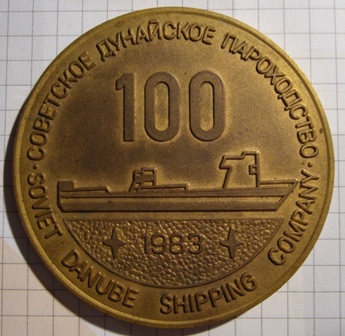 СОВЕТСКОЕ ДУНАЙСКОЕ ПАРОХОДСТВО
100
1983
SOVIET DANUBE SHIPPING COMPANY